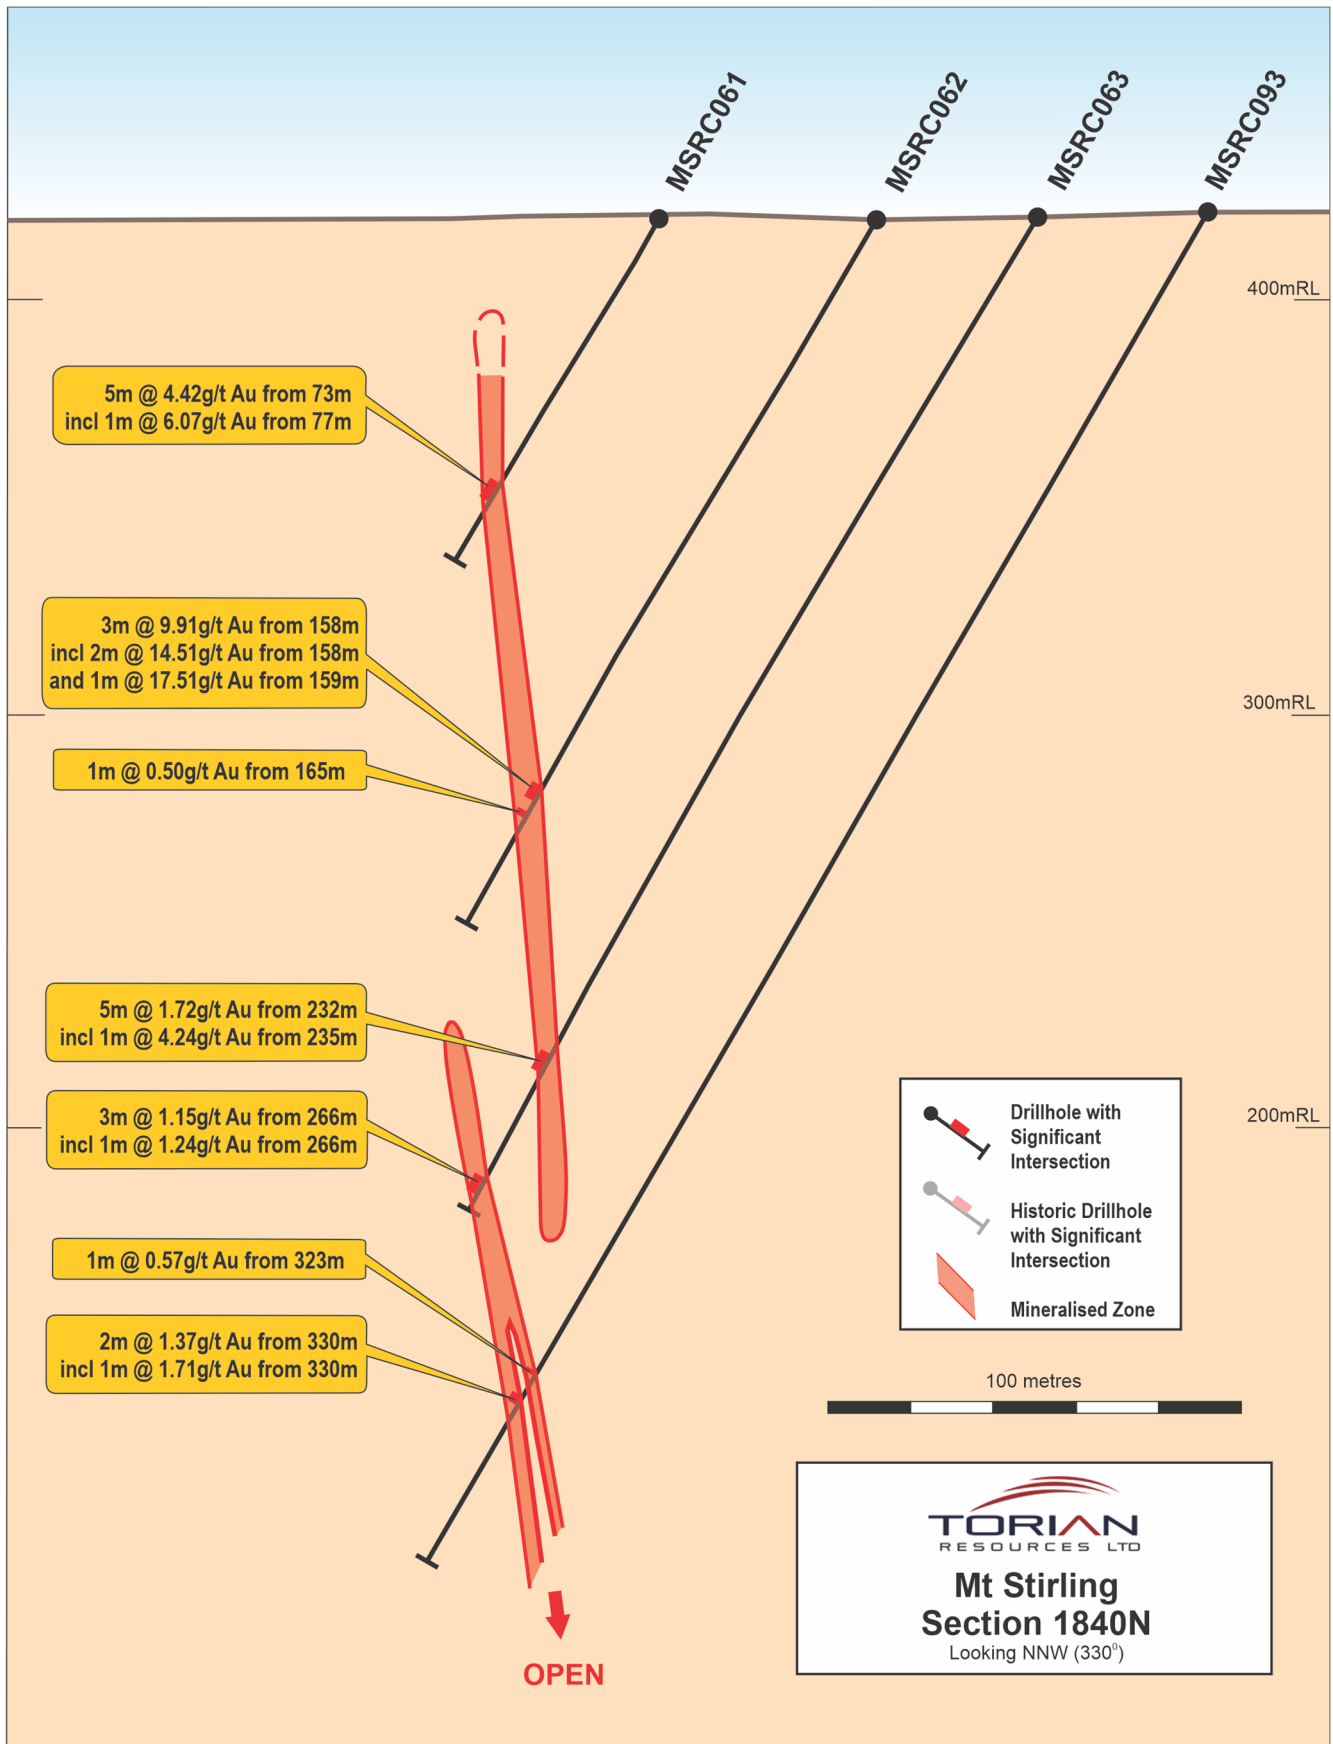 MSRC061
MSRC062
MSRC063
MSRC093
400mRL
5m @ 4.42g/t Au from 73m
incl 1m @ 6.07g/t Au from 77m
3m @ 9.91g/t Au from 158m
incl 2m @ 14.51g/t Au from 158m
and 1m @ 17.51g/t Au from 159m
300mRL
1m @ 0.50g/t Au from 165m
5m @ 1.72g/t Au from 232m
incl 1m @ 4.24g/t Au from 235m
3m @ 1.15g/t Au from 266m
incl 1m @ 1.24g/t Au from 266m
200mRL
1m @ 0.57g/t Au from 323m
2m @ 1.37g/t Au from 330m
incl 1m @ 1.71g/t Au from 330m
Drillhole with
Significant
Intersection
Historic Drillhole
with Significant
Intersection
Mineralised Zone
100 metres
TORIAN
RESOURCES LTD
Mt Stirling
Section 1840N
Looking NNW (330⁰)
OPEN